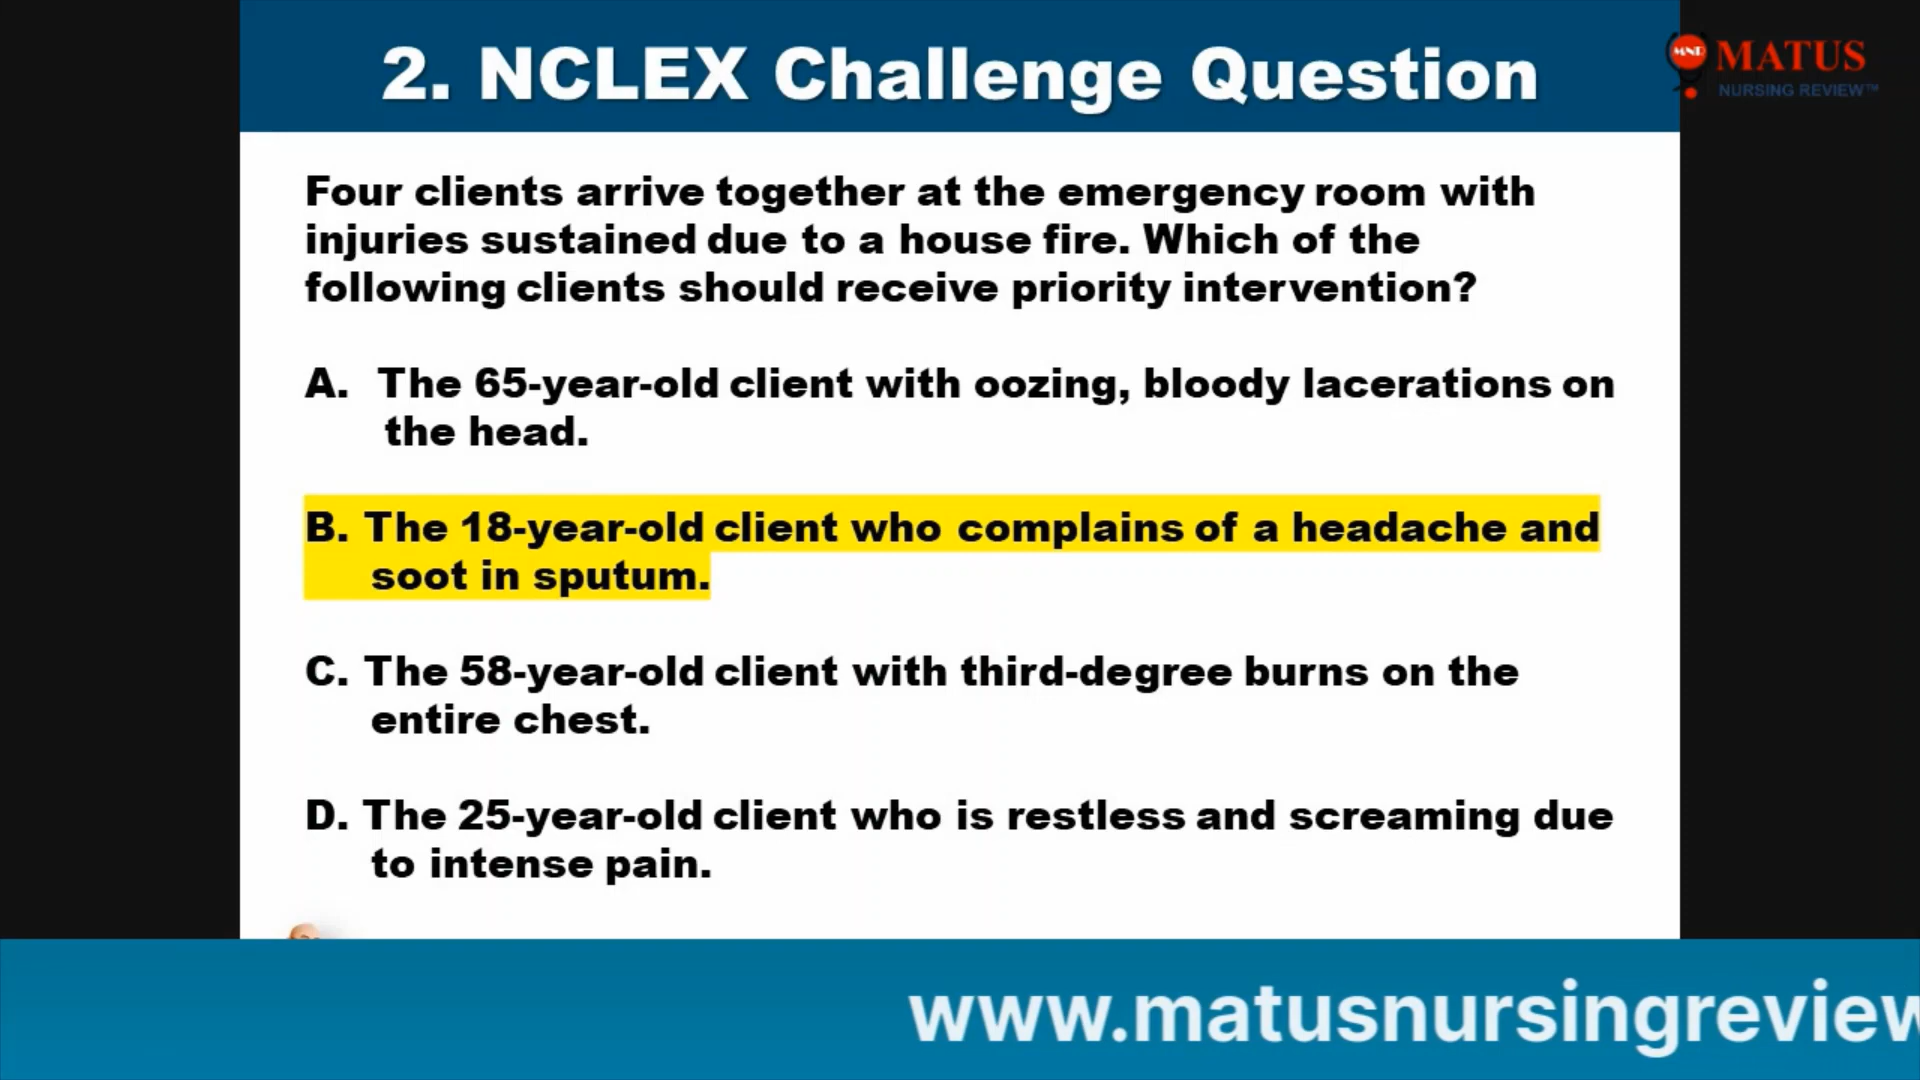 2. NCLEX Challenge Question
MNR MATUS
NURSING REVIEW™
Four clients arrive together at the emergency room with
injuries sustained due to a house fire. Which of the
following clients should receive priority intervention?
A. The 65-year-old client with oozing, bloody lacerations on
the head.
B. The 18-year-old client who complains of a headache and
soot in sputum.
C. The 58-year-old client with third-degree burns on the
entire chest.
D. The 25-year-old client who is restless and screaming due
to intense pain.
www.matusnursingreview